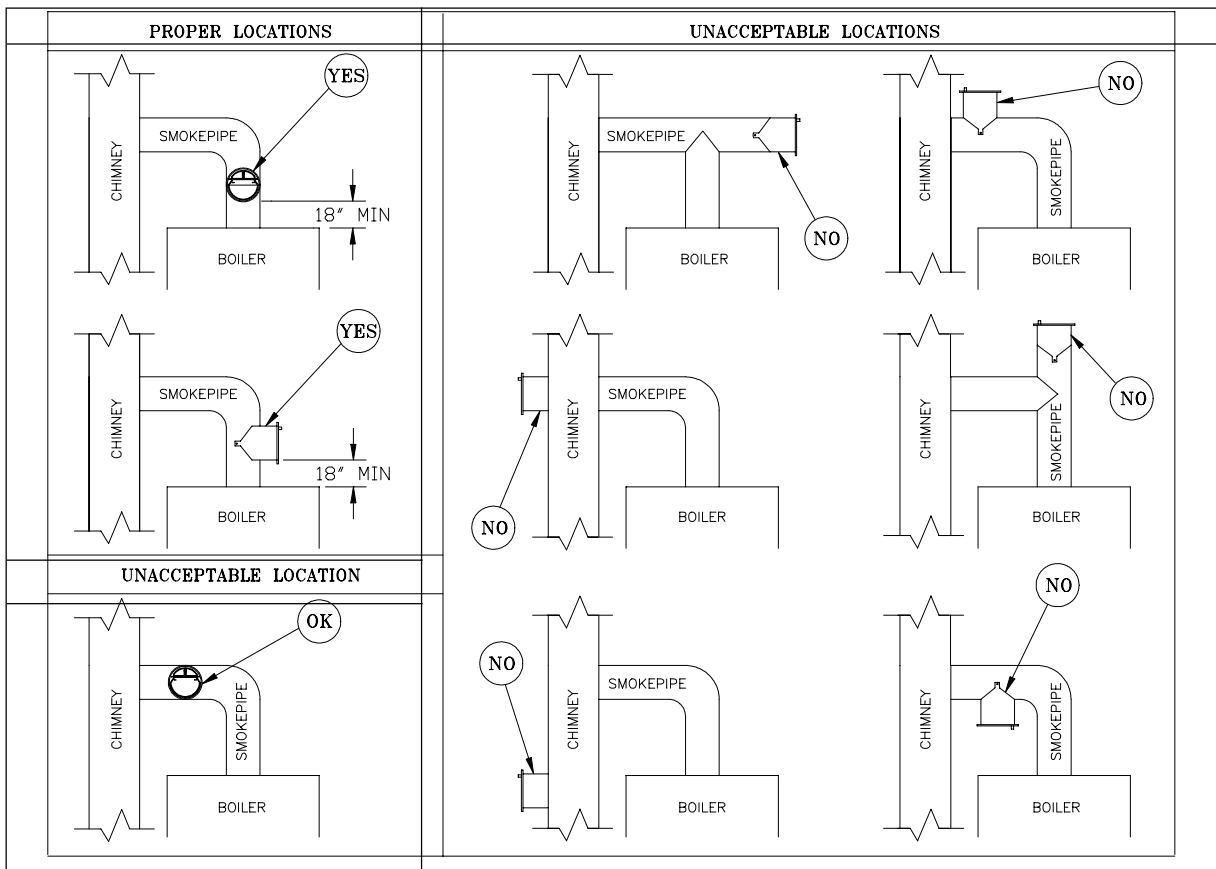 PROPER LOCATIONS
YES
CHIMNEY
SMOKEPIPE
18" MIN
BOILER
YES
CHIMNEY
SMOKEPIPE
18" MIN
BOILER
UNACCEPTABLE LOCATION
OK
CHIMNEY
SMOKEPIPE
BOILER
UNACCEPTABLE LOCATIONS
CHIMNEY
SMOKEPIPE
NO
BOILER
NO
CHIMNEY
SMOKEPIPE
BOILER
CHIMNEY
SMOKEPIPE
NO
BOILER
NO
CHIMNEY
SMOKEPIPE
BOILER
NO
CHIMNEY
SMOKEPIPE
BOILER
NO
CHIMNEY
SMOKEPIPE
BOILER